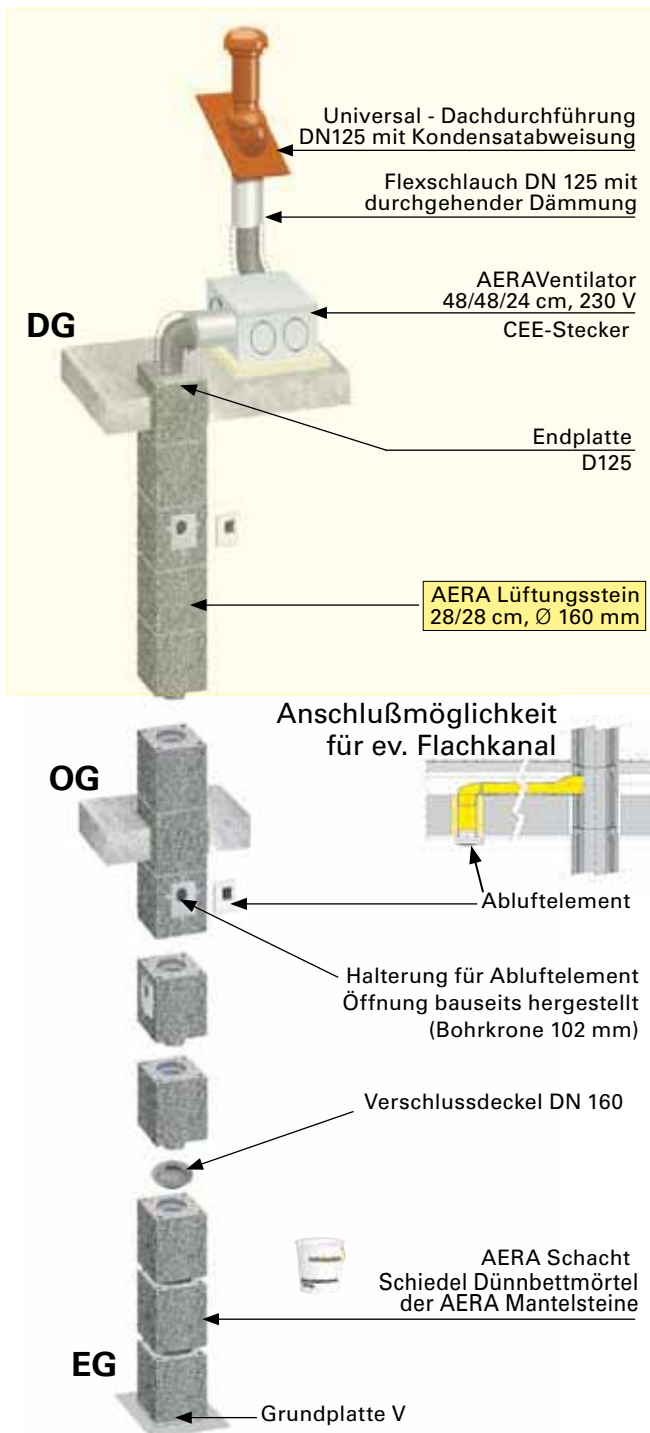 Universal - Dachdurchführung
DN125 mit Kondensatabweisung
Flexschlauch DN 125 mit
durchgehender Dämmung
AERAVentilator
48/48/24 cm, 230 V
CEE-Stecker
DG
Endplatte
D125
AERA Lüftungsstein
28/28 cm, Ø 160 mm
Anschlußmöglichkeit
für ev. Flachkanal
OG
Abluftelement
Halterung für Abluftelement
Öffnung bauseits hergestellt
(Bohrkrone 102 mm)
Verschlussdeckel DN 160
AERA Schacht
Schiedel Dünnbettmörtel
der AERA Mantelsteine
EG
Grundplatte V